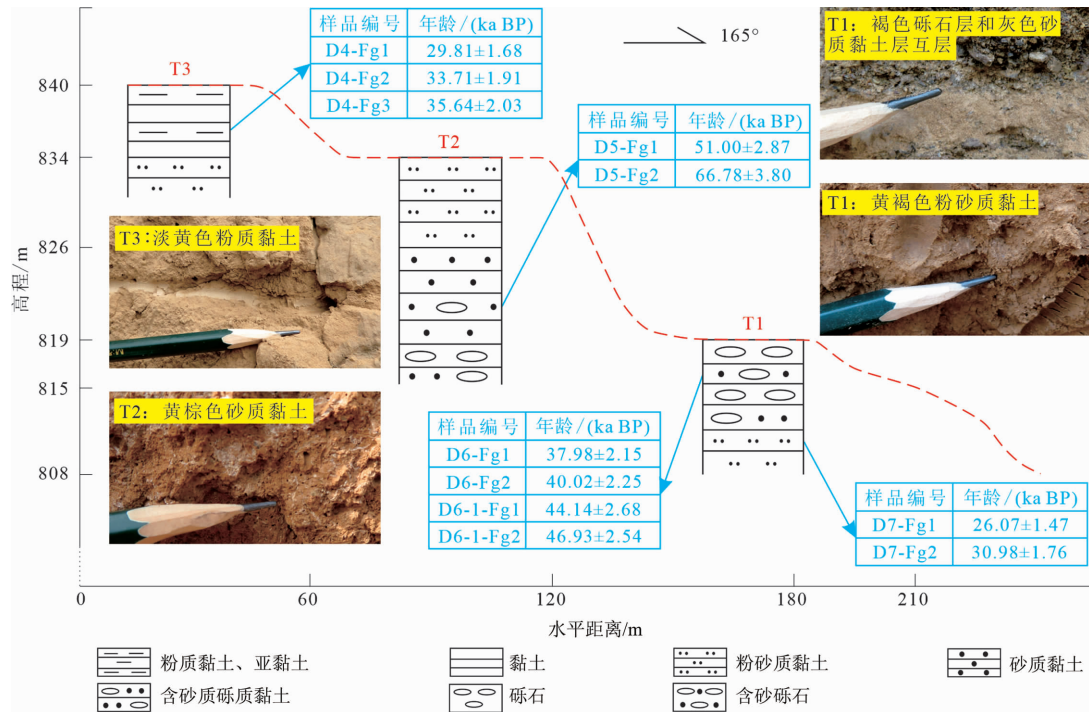 样品编号 年龄/(ka BP)
D4-Fg1 29.81±1.68
D4-Fg2 33.71±1.91
D4-Fg3 35.64±2.03
165°
T1：褐色砾石层和灰色砂
质黏土层互层
T3
T2
样品编号 年龄/(ka BP)
D5-Fg1 51.00±2.87
D5-Fg2 66.78±3.80
T3:淡黄色粉质黏土
T1：黄褐色粉砂质黏土
T1
T2：黄棕色砂质黏土
样品编号 年龄/(ka BP)
D6-Fg1 37.98±2.15
D6-Fg2 40.02±2.25
D6-1-Fg1 44.14±2.68
D6-1-Fg2 46.93±2.54
样品编号 年龄/(ka BP)
D7-Fg1 26.07±1.47
D7-Fg2 30.98±1.76
高程/m
840
834
826
819
815
808
0 60 120 180 210
水平距离/m
粉质黏土、亚黏土 黏土 粉砂质黏土 砂质黏土
含砂质砾质黏土 砾石 含砂砾石